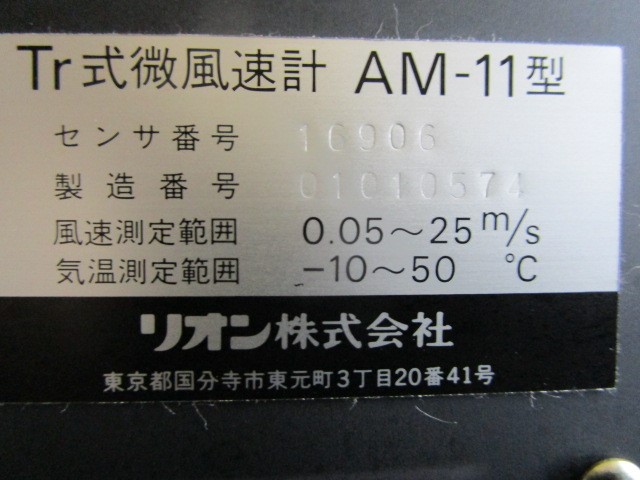 Tr式微風速計 AM-11型
センサ番号 16906
製造番号 01010574
風速測定範囲 0.05～25 m/s
気温測定範囲 -10～50 ℃
リオン株式会社
東京都国分寺市東元町3丁目20番41号